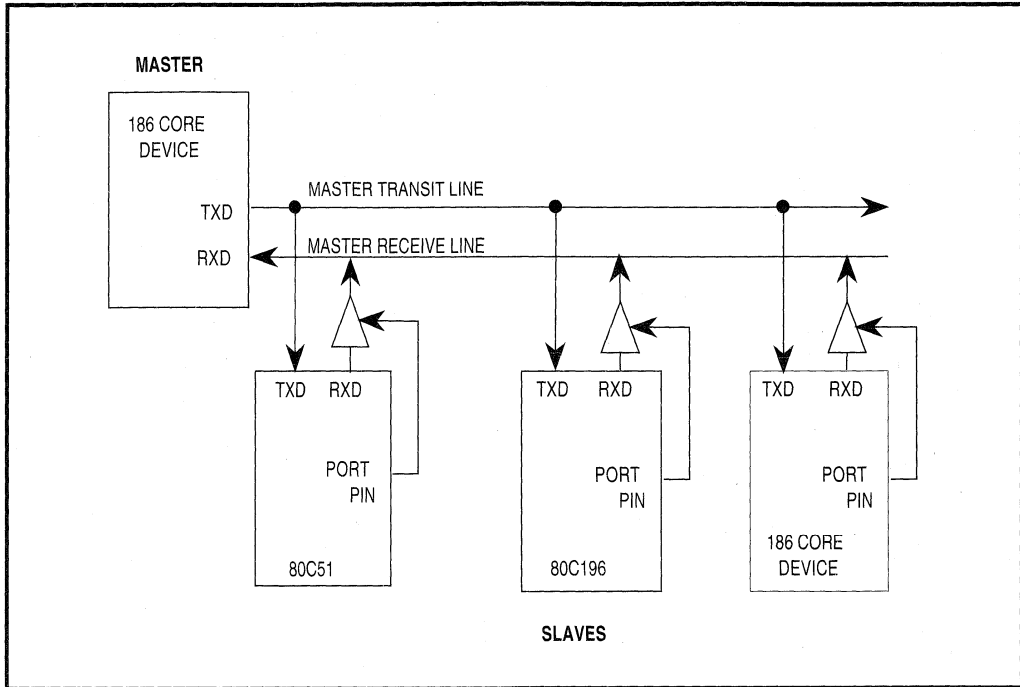 MASTER
186 CORE
DEVICE
TXD
RXD
MASTER TRANSIT LINE
MASTER RECEIVE LINE
TXD RXD
PORT
PIN
80C51
TXD RXD
PORT
PIN
80C196
TXD RXD
PORT
PIN
186 CORE
DEVICE
SLAVES